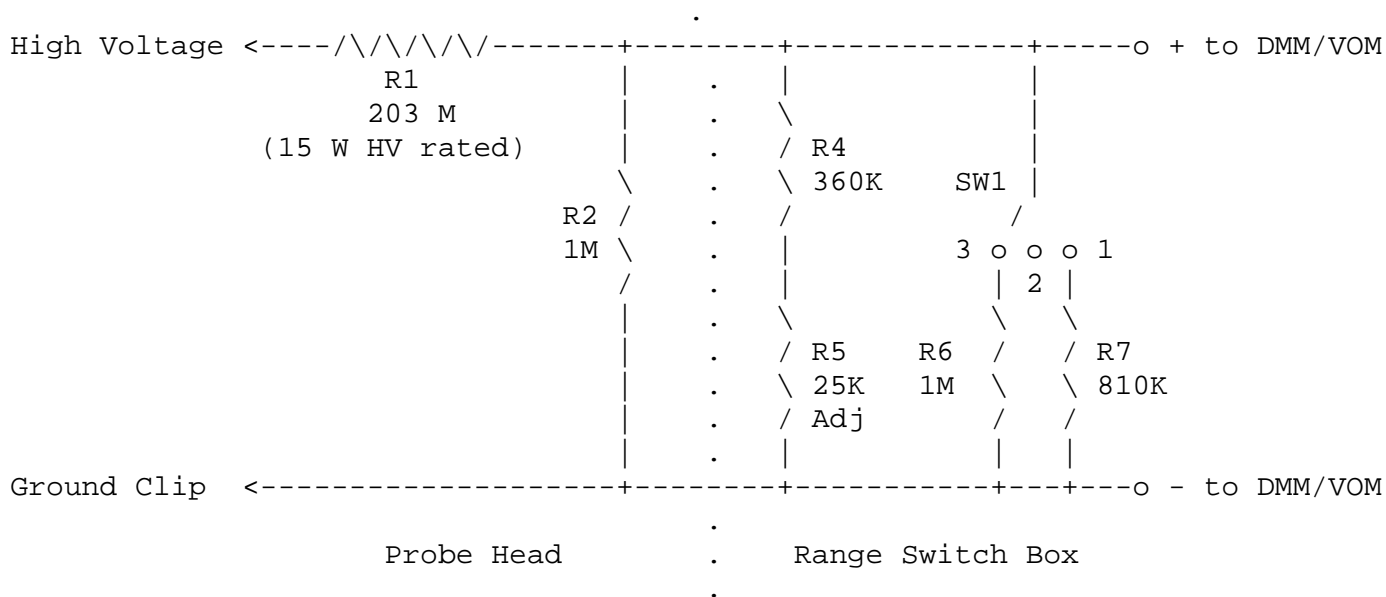 High Voltage <----/\/\/\/\/-------+--------+--------------+-----o + to DMM/VOM
R1
203 M
(15 W HV rated)
R4
360K SW1
R2
1M 3 o o o 1
2
R5 R6 R7
25K 1M 810K
Adj
Ground Clip <---------------------+--------+------------+---+---o - to DMM/VOM
Probe Head Range Switch Box